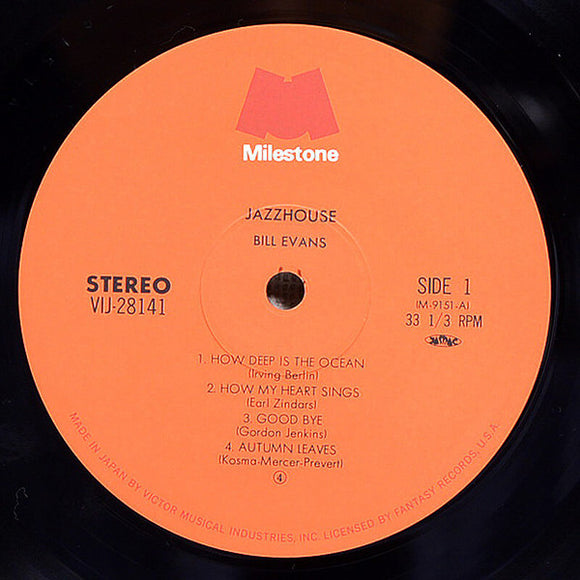 Milestone
JAZZHOUSE
BILL EVANS
STEREO
VIJ-28141
SIDE 1
(M-9151-A)
33 1/3 RPM
1. HOW DEEP IS THE OCEAN
(Irving Berlin)
2. HOW MY HEART SINGS
(Earl Zindars)
3. GOOD BYE
(Gordon Jenkins)
4. AUTUMN LEAVES
(Kosma-Mercer-Prevert)
④
MADE IN JAPAN BY VICTOR MUSICAL INDUSTRIES, INC. LICENSED BY FANTASY RECORDS, U.S.A.